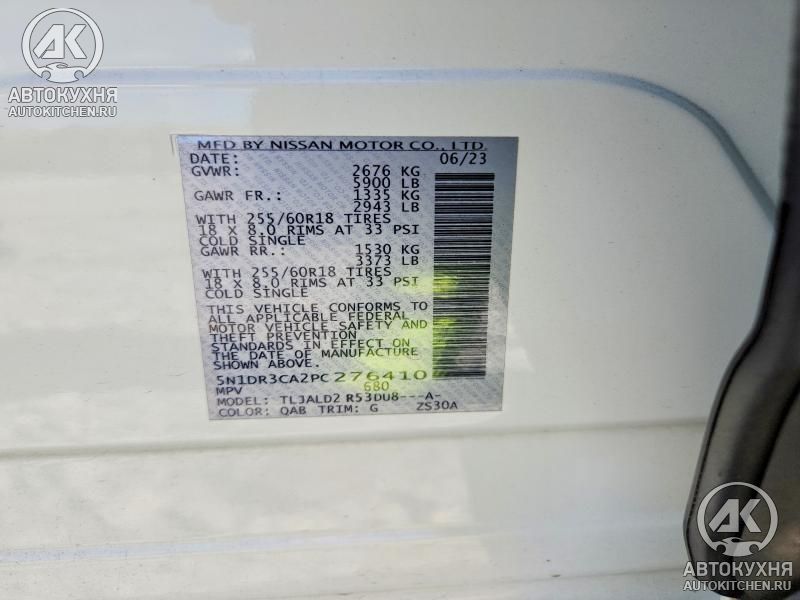 АК
АВТОКУХНЯ
AUTOKITCHEN.RU
MFD BY NISSAN MOTOR CO., LTD.
DATE: 06/23
GVWR: 2676 KG
5900 LB
GAWR FR.: 1335 KG
2943 LB
WITH 255/60R18 TIRES
18 X 8.0 RIMS AT 33 PSI
COLD SINGLE
GAWR RR.: 1530 KG
3373 LB
WITH 255/60R18 TIRES
18 X 8.0 RIMS AT 33 PSI
COLD SINGLE
THIS VEHICLE CONFORMS TO
ALL APPLICABLE FEDERAL
MOTOR VEHICLE SAFETY AND
THEFT PREVENTION
STANDARDS IN EFFECT ON
THE DATE OF MANUFACTURE
SHOWN ABOVE.
5N1DR3CA2PC276410
MPV 680
MODEL: TLJALD2 R53DU8---A-
COLOR: QAB TRIM: G ZS30A
АК
АВТОКУХНЯ
AUTOKITCHEN.RU